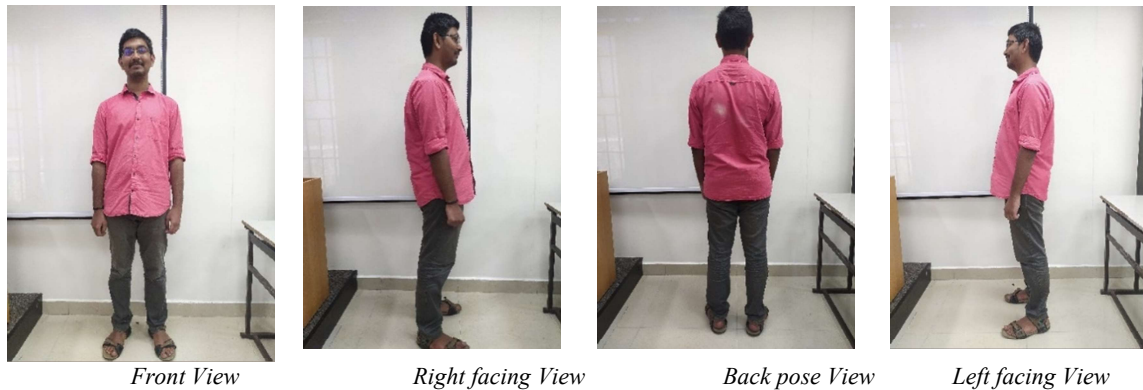 Front View
Right facing View
Back pose View
Left facing View